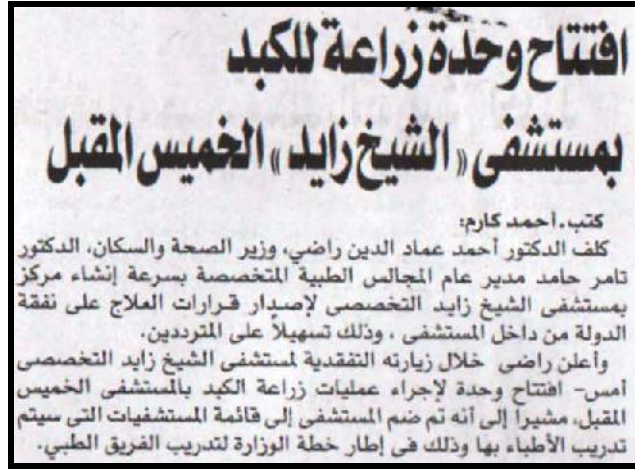 افتتاح وحدة زراعة للكبد
بمستشفى «الشيخ زايد» الخميس المقبل
كتب. أحمد كارم:
كلف الدكتور أحمد عماد الدين راضي، وزير الصحة والسكان، الدكتور
تامر حامد مدير عام المجالس الطبية المتخصصة بسرعة إنشاء مركز
بمستشفى الشيخ زايد التخصصى لإصدار قرارات العلاج على نفقة
الدولة من داخل المستشفى ، وذلك تسهيلاً على المترددين.
وأعلن راضى خلال زيارته التفقدية لمستشفى الشيخ زايد التخصصى
أمس- افتتاح وحدة لإجراء عمليات زراعة الكبد بالمستشفى الخميس
المقبل، مشيرا إلى أنه تم ضم المستشفى إلى قائمة المستشفيات التى سيتم
تدريب الأطباء بها وذلك فى إطار خطة الوزارة لتدريب الفريق الطبي.